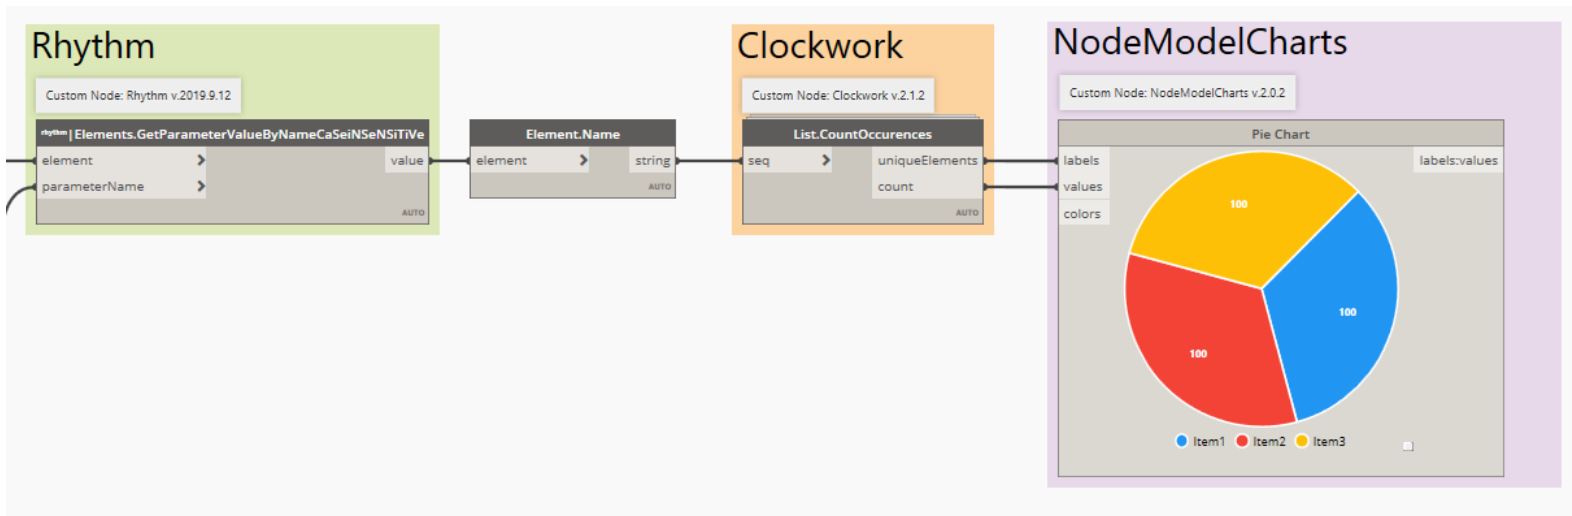 Rhythm
Custom Node: Rhythm v.2019.9.12
rhythm|Elements.GetParameterValueByNameCaSeiNSeNSiTiVe
element > value
parameterName >
AUTO
Element.Name
element > string
AUTO
Clockwork
Custom Node: Clockwork v.2.1.2
List.CountOccurences
seq > uniqueElements
count
AUTO
NodeModelCharts
Custom Node: NodeModelCharts v.2.0.2
Pie Chart
labels labels:values
values
colors
100
100
100
Item1 Item2 Item3